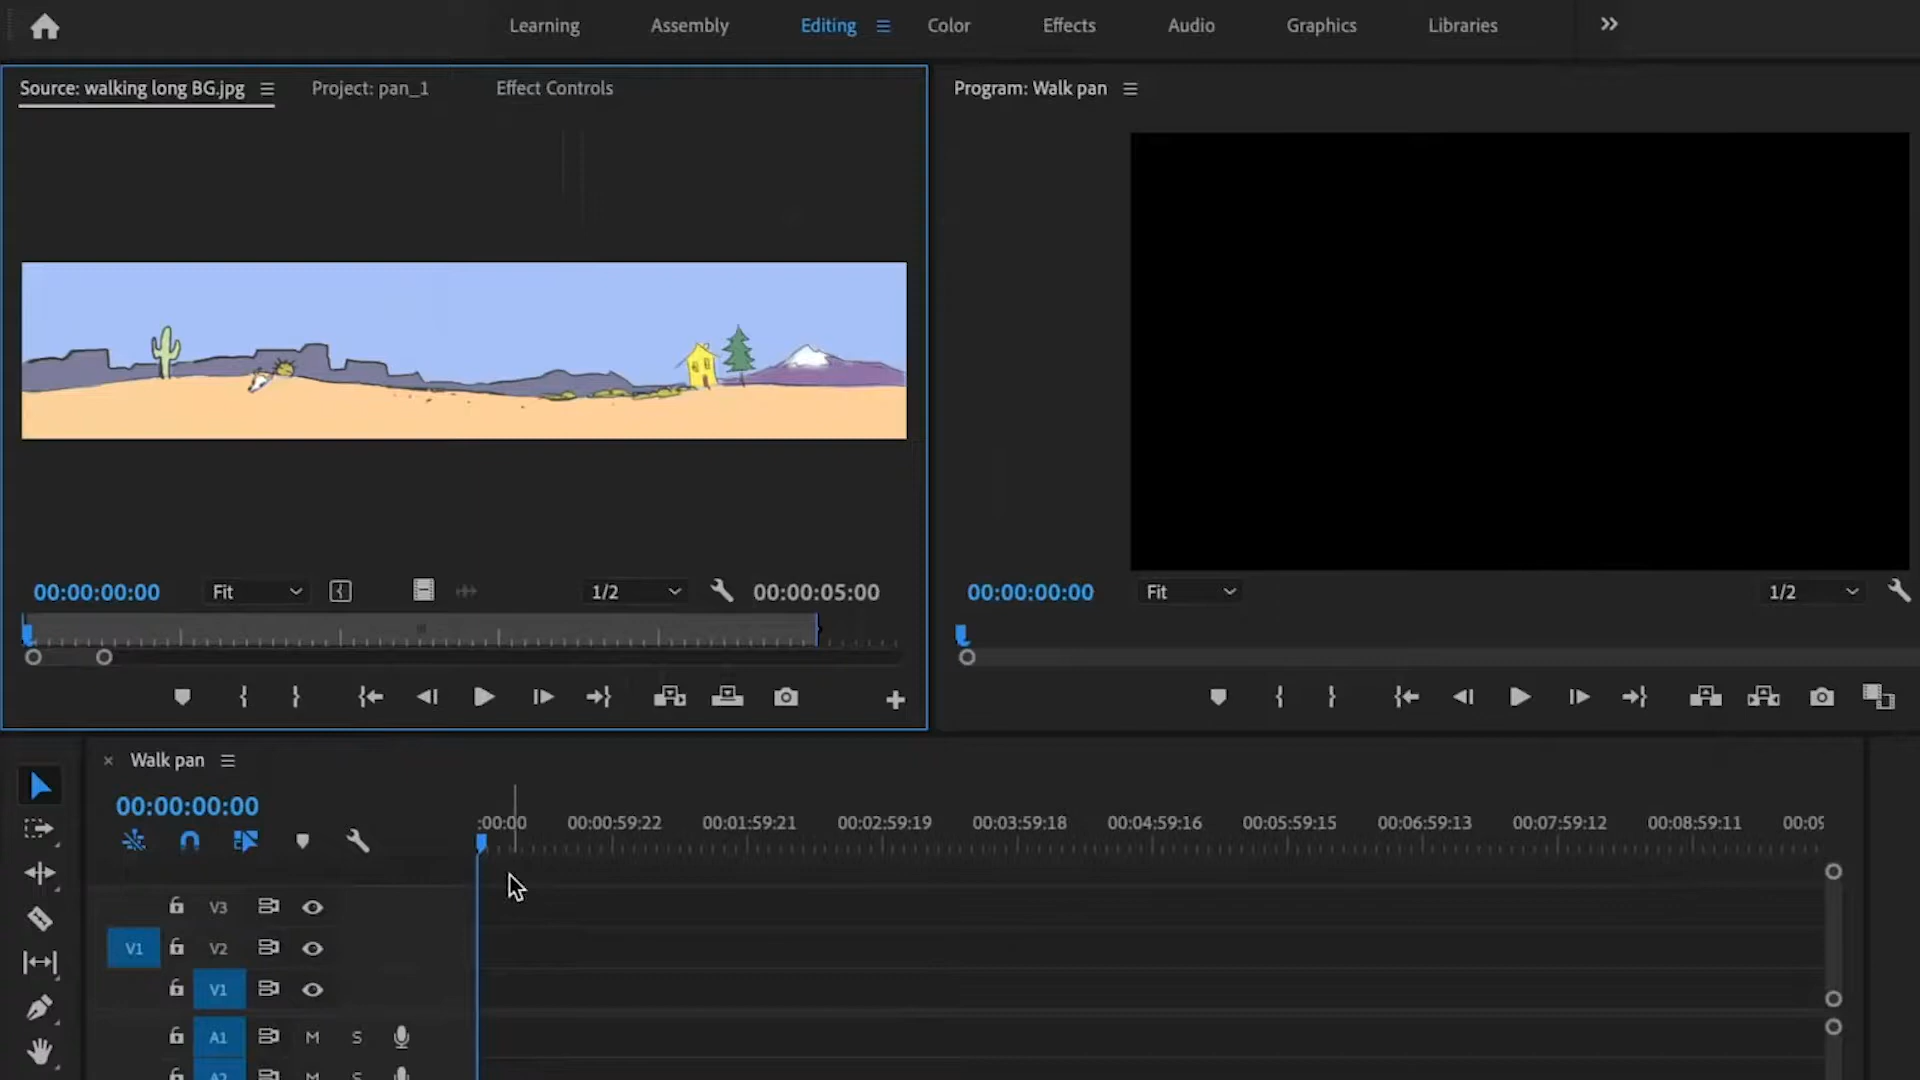 Learning Assembly Editing Color Effects Audio Graphics Libraries
Source: walking long BG.jpg Project: pan_1 Effect Controls
Program: Walk pan
00:00:00:00 Fit 1/2 00:00:05:00
00:00:00:00 Fit 1/2
Walk pan
00:00:00:00
:00:00 00:00:59:22 00:01:59:21 00:02:59:19 00:03:59:18 00:04:59:16 00:05:59:15 00:06:59:13 00:07:59:12 00:08:59:11 00:09
V3
V1 V2
V1
A1 M S
A2 M S